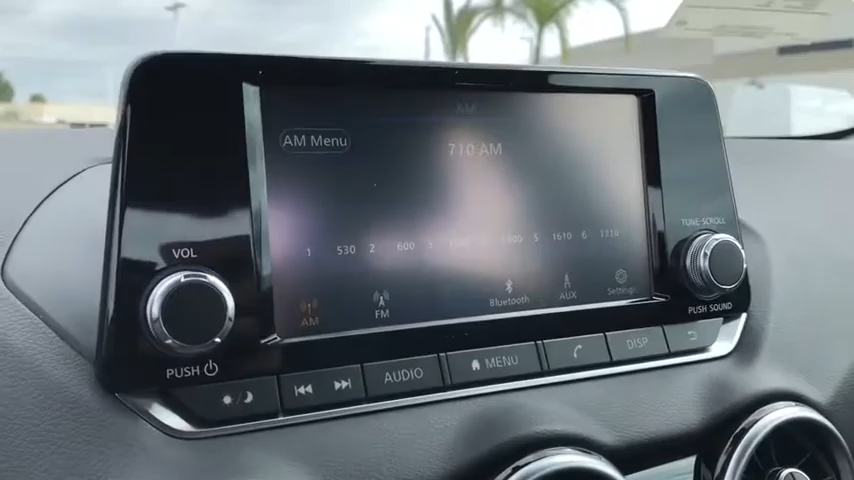 AM
AM Menu
710 AM
1 530 2 600 5 1610 6 1710
AM
FM
Bluetooth
AUX
Settings
VOL
PUSH
TUNE·SCROLL
PUSH SOUND
AUDIO
MENU
DISP